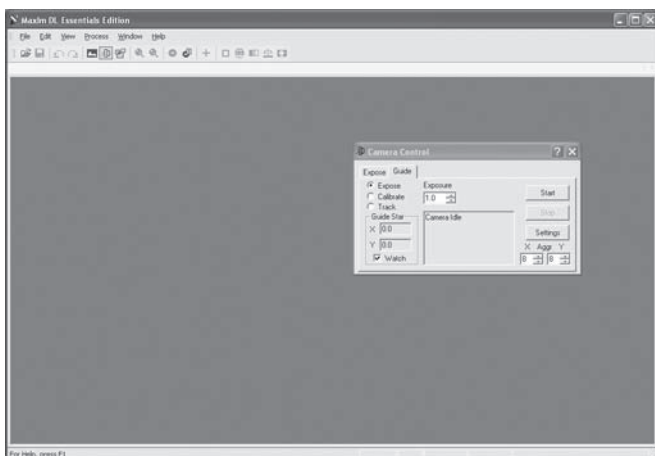 Maxim DL Essentials Edition
File Edit View Process Window Help
Camera Control
Expose Guide
Expose
Calibrate
Track
Exposure
1.0
Start
Stop
Settings
Guide Star
X 0.0
Y 0.0
Watch
Camera Idle
X Aggr Y
8 8
For Help, press F1